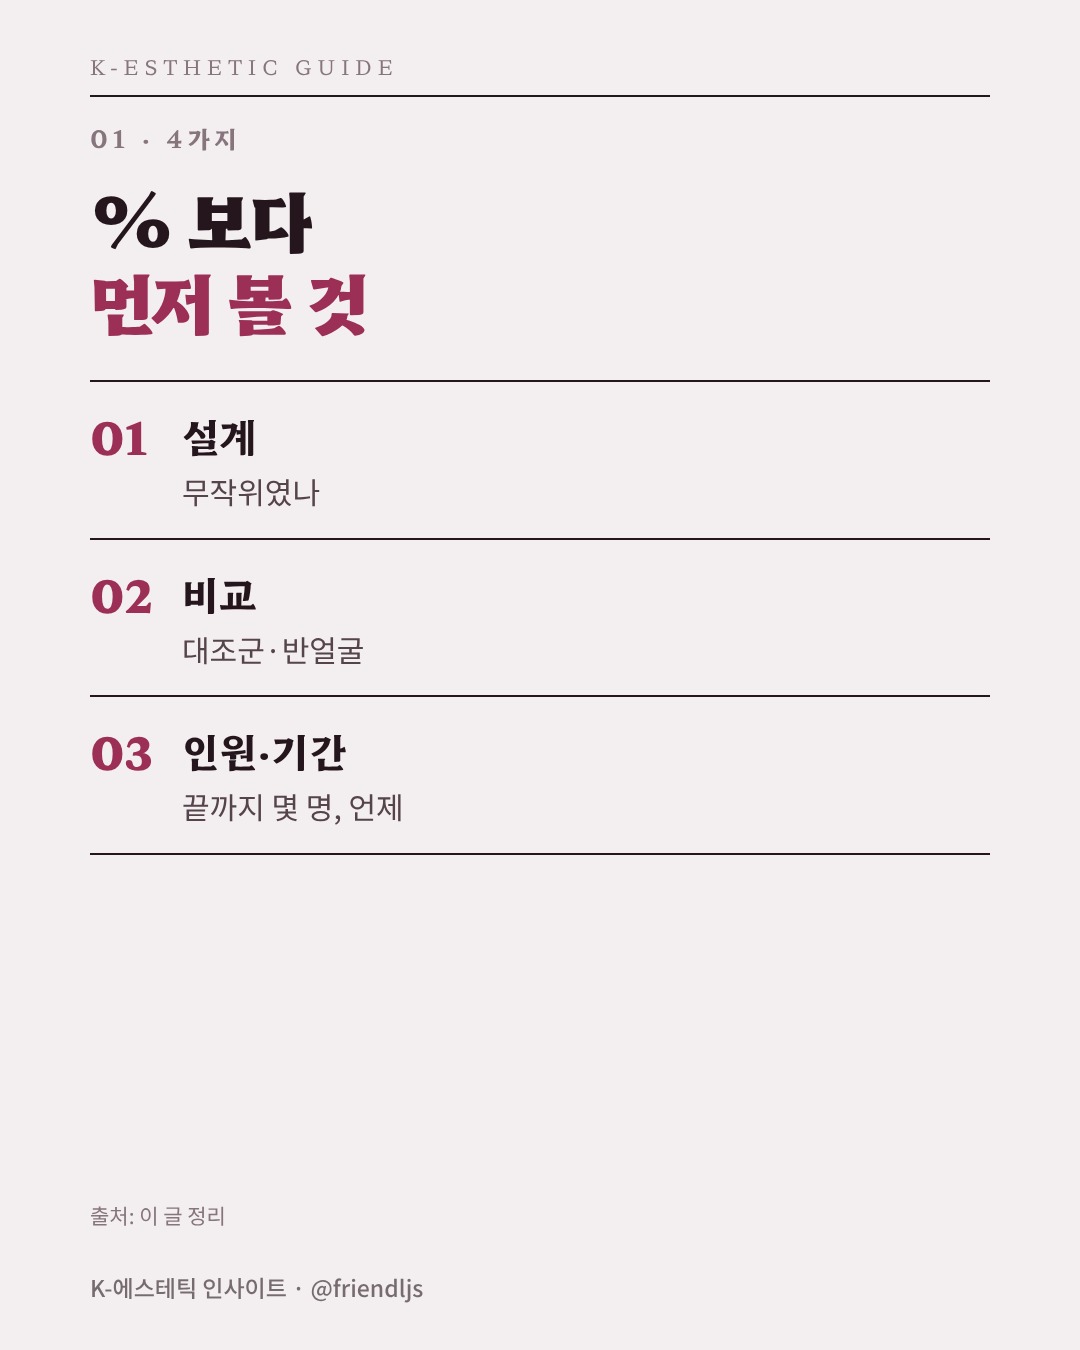 K-ESTHETIC GUIDE
01 · 4가지
% 보다
먼저 볼 것
01 설계
무작위였나
02 비교
대조군·반얼굴
03 인원·기간
끝까지 몇 명, 언제
출처: 이 글 정리
K-에스테틱 인사이트 · @friendljs